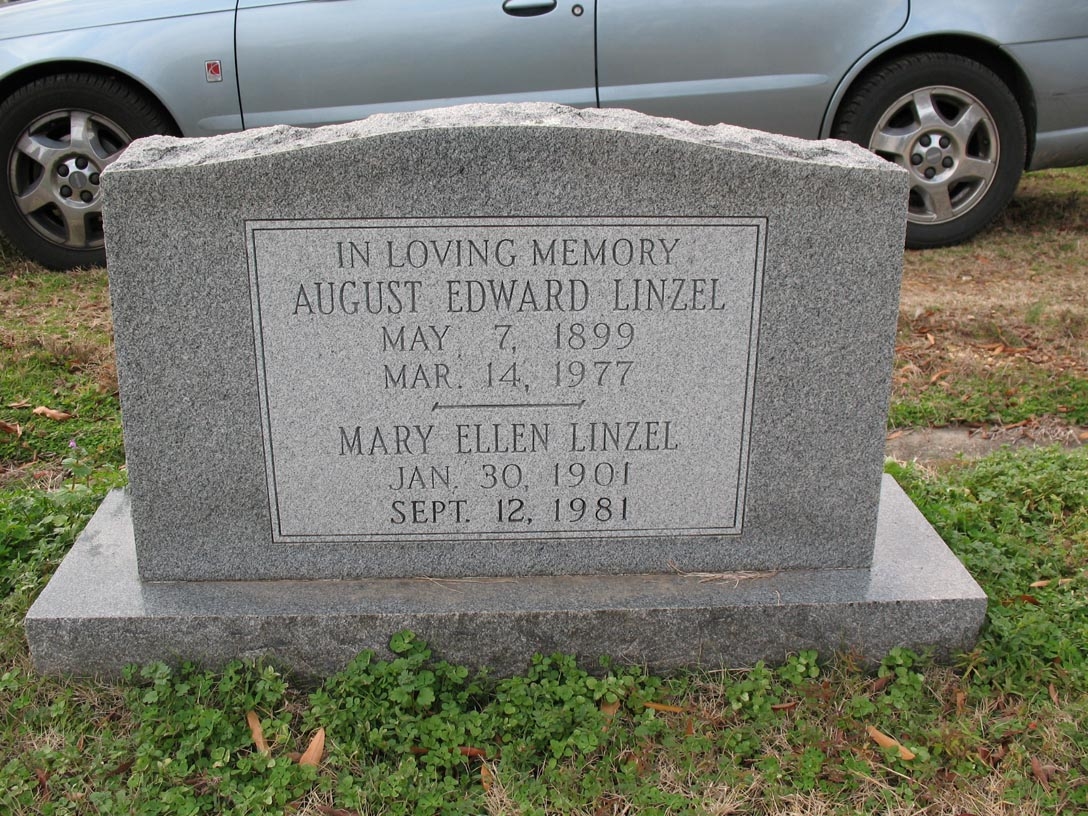 IN LOVING MEMORY
AUGUST EDWARD LINZEL
MAY 7, 1899
MAR. 14, 1977
MARY ELLEN LINZEL
JAN. 30, 1901
SEPT. 12, 1981